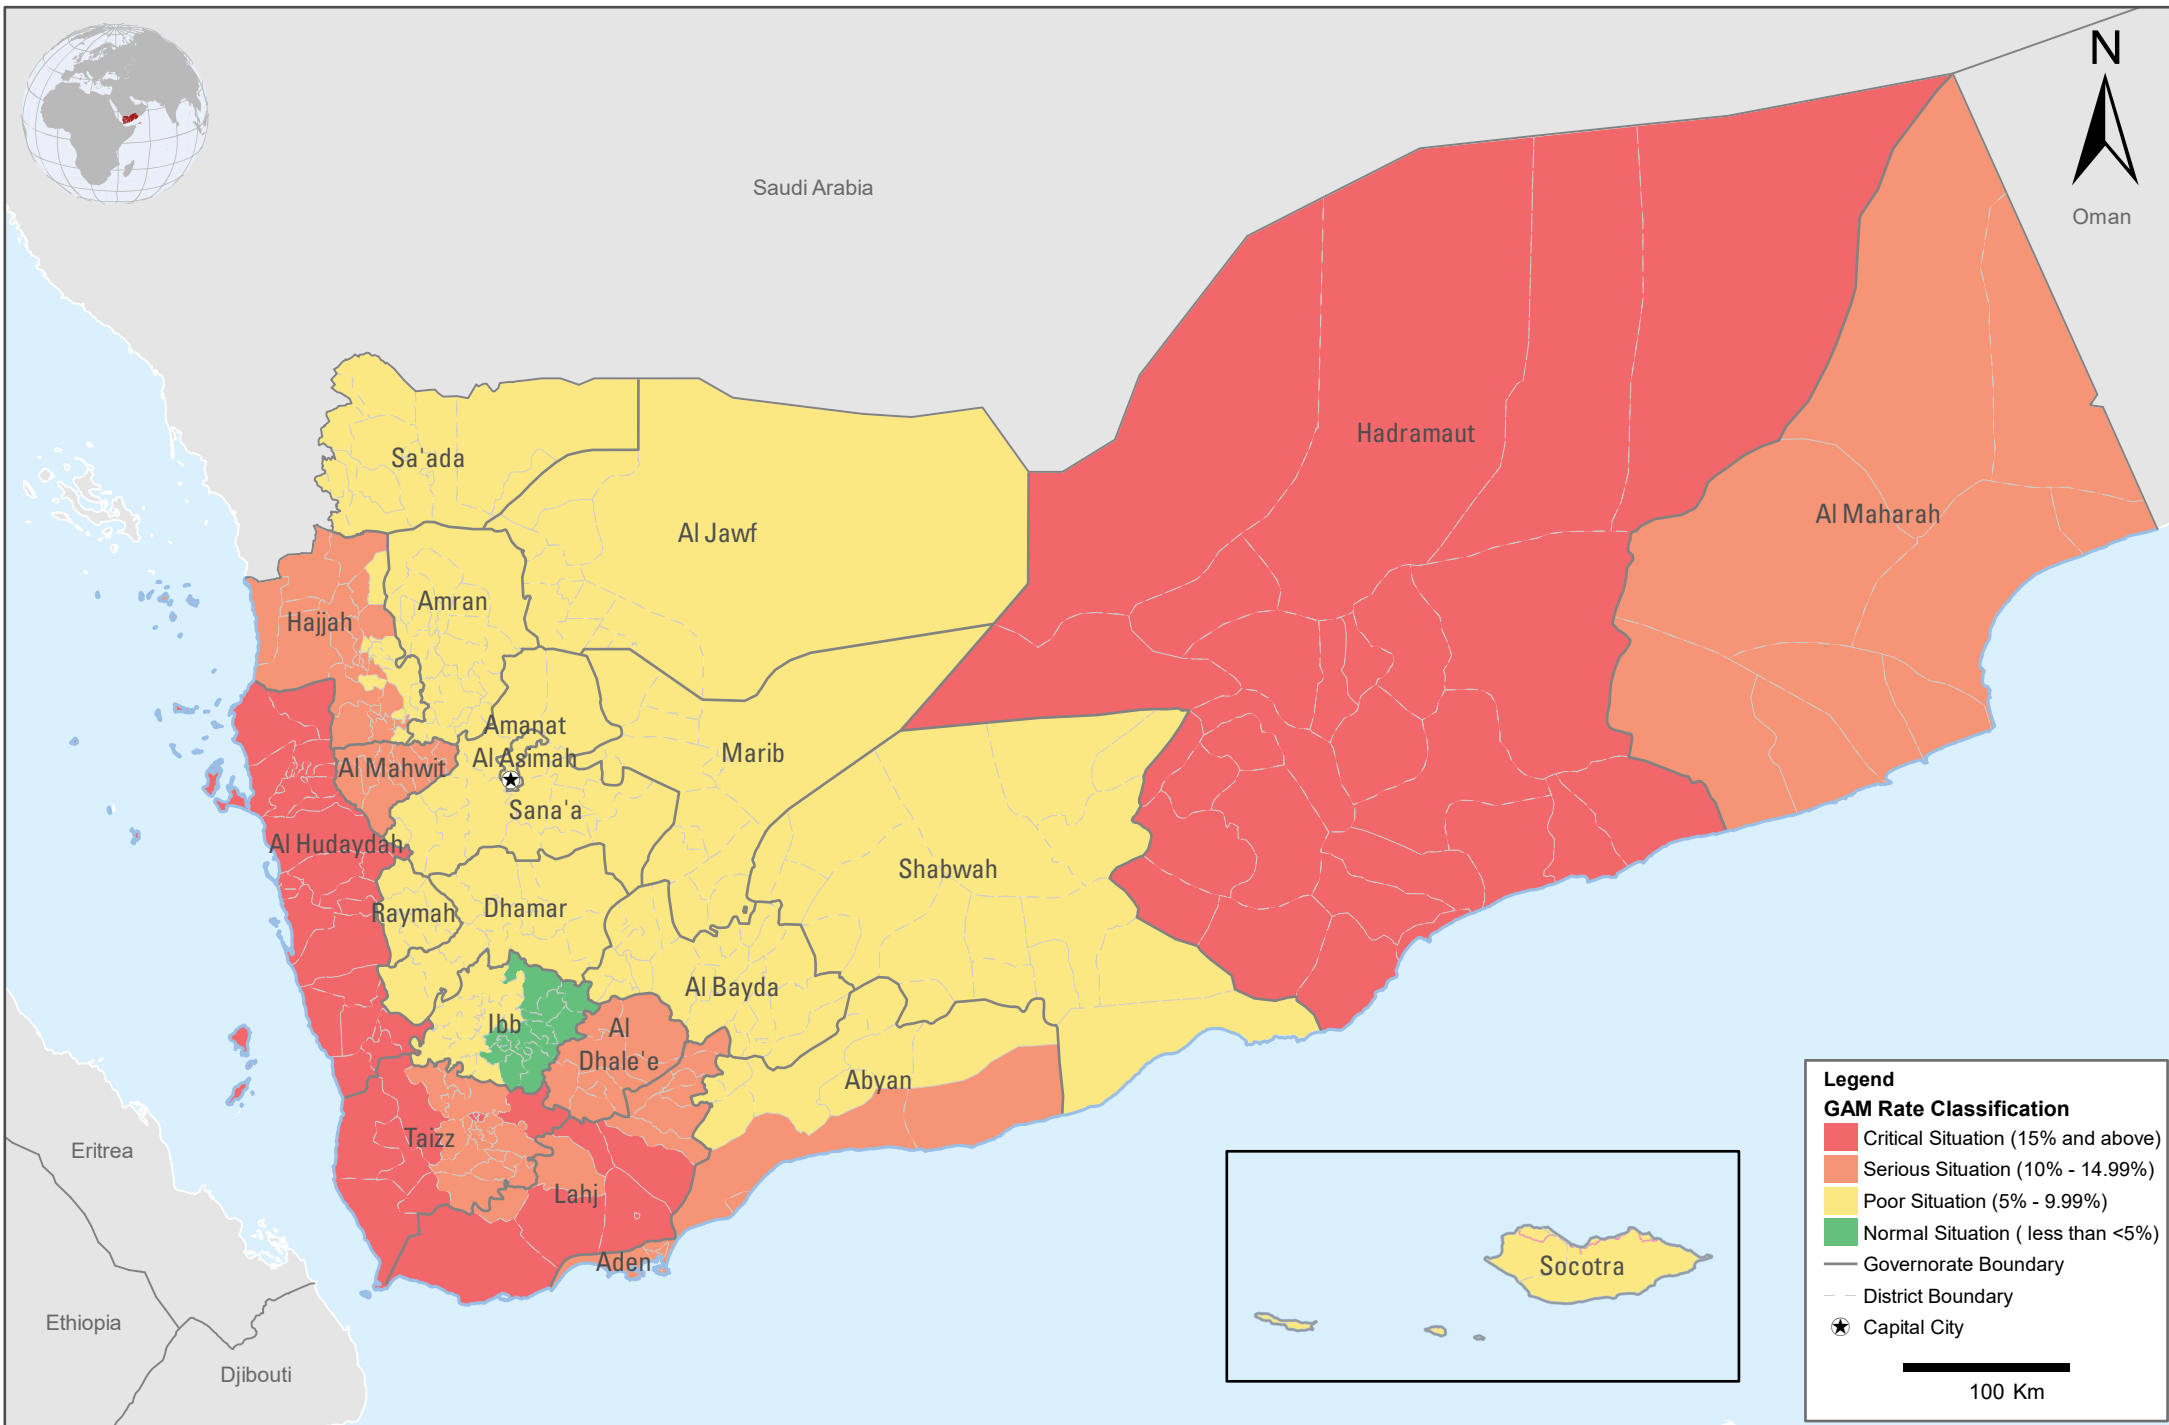 N
Saudi Arabia
Oman
Hadramaut
Sa'ada
Al Maharah
Al Jawf
Amran
Hajjah
Amanat
Al Asimah
Marib
Al Mahwit
Sana'a
Al Hudaydah
Shabwah
Raymah
Dhamar
Al Bayda
Ibb
Al
Dhale'e
Abyan
Taizz
Lahj
Aden
Eritrea
Ethiopia
Djibouti
Socotra
Legend
GAM Rate Classification
Critical Situation (15% and above)
Serious Situation (10% - 14.99%)
Poor Situation (5% - 9.99%)
Normal Situation ( less than <5%)
Governorate Boundary
District Boundary
Capital City
100 Km